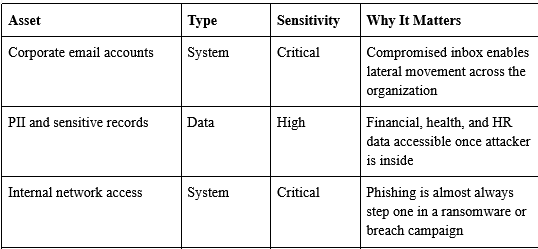 Asset Type Sensitivity Why It Matters
Corporate email accounts System Critical Compromised inbox enables
lateral movement across the
organization
PII and sensitive records Data High Financial, health, and HR
data accessible once attacker
is inside
Internal network access System Critical Phishing is almost always
step one in a ransomware or
breach campaign